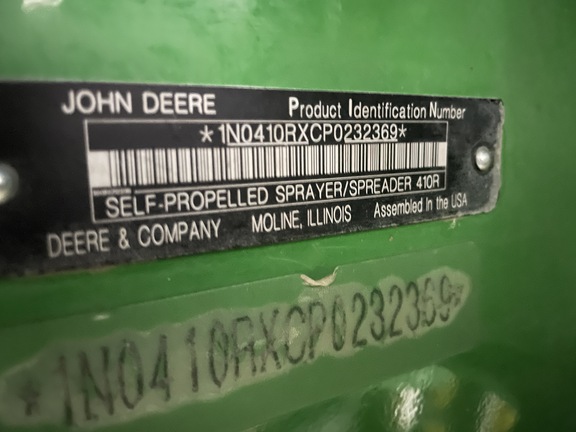 JOHN DEERE Product Identification Number
*1N0410RXCP0232369*
SELF-PROPELLED SPRAYER/SPREADER 410R
DEERE & COMPANY MOLINE, ILLINOIS Assembled In the USA
*1N0410RXCP0232369*